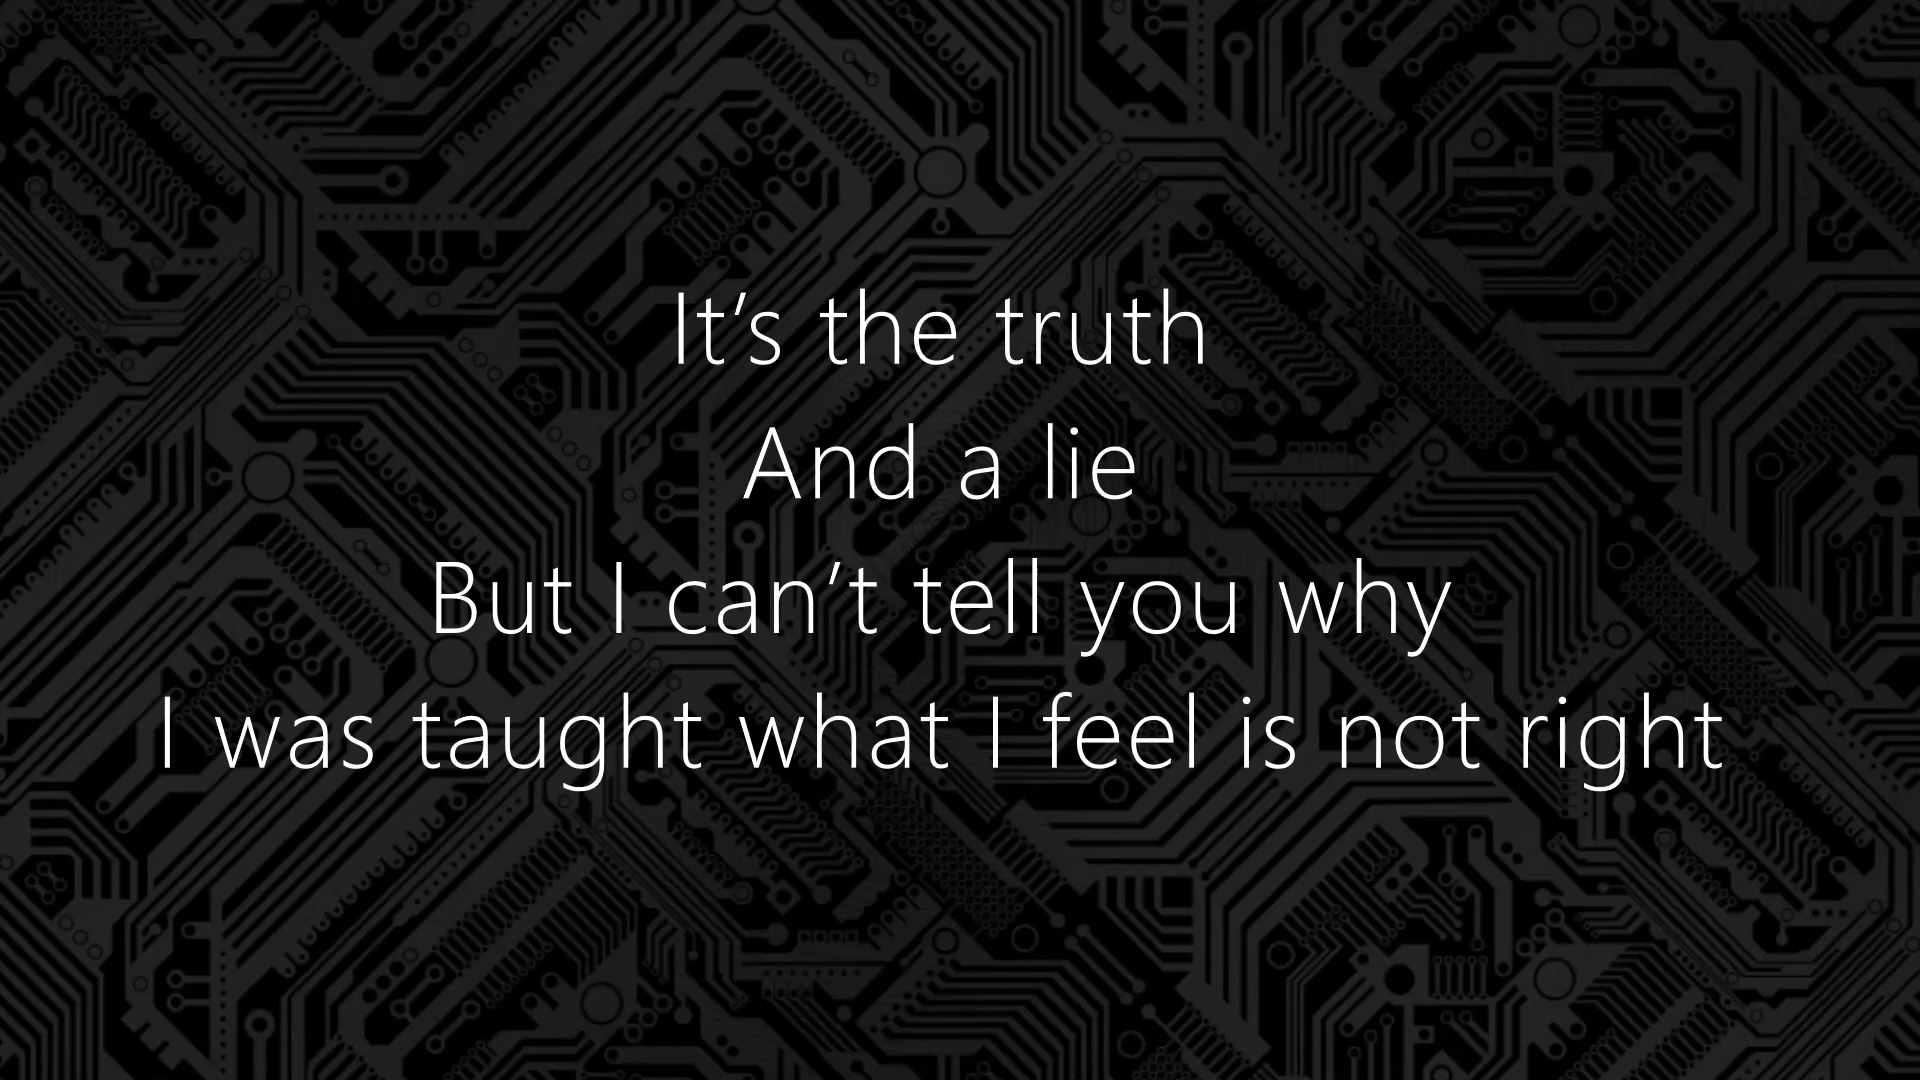 It’s the truth
And a lie
But I can’t tell you why
I was taught what I feel is not right